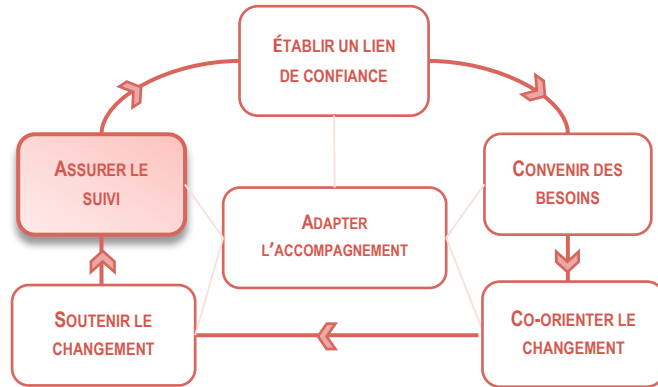 ÉTABLIR UN LIEN
DE CONFIANCE
ASSURER LE
SUIVI
CONVENIR DES
BESOINS
ADAPTER
L'ACCOMPAGNEMENT
SOUTENIR LE
CHANGEMENT
CO-ORIENTER LE
CHANGEMENT